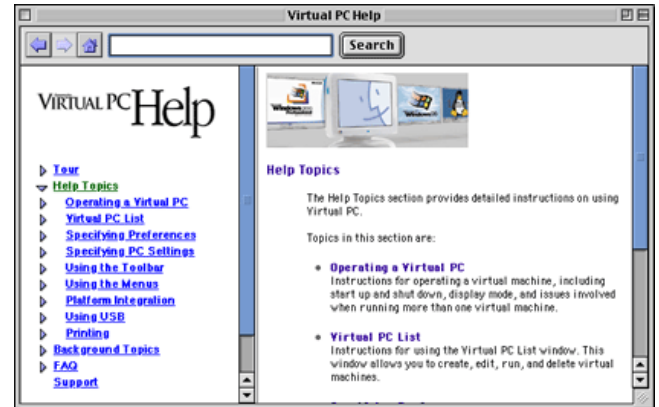 Virtual PC Help
Search
VIRTUAL PC Help
Tour
Help Topics
Operating a Virtual PC
Virtual PC List
Specifying Preferences
Specifying PC Settings
Using the Toolbar
Using the Menus
Platform Integration
Using USB
Printing
Background Topics
FAQ
Support
Help Topics
The Help Topics section provides detailed instructions on using
Virtual PC.
Topics in this section are:
Operating a Virtual PC
Instructions for operating a virtual machine, including
start up and shut down, display mode, and issues involved
when running more than one virtual machine.
Virtual PC List
Instructions for using the Virtual PC List window. This
window allows you to create, edit, run, and delete virtual
machines.